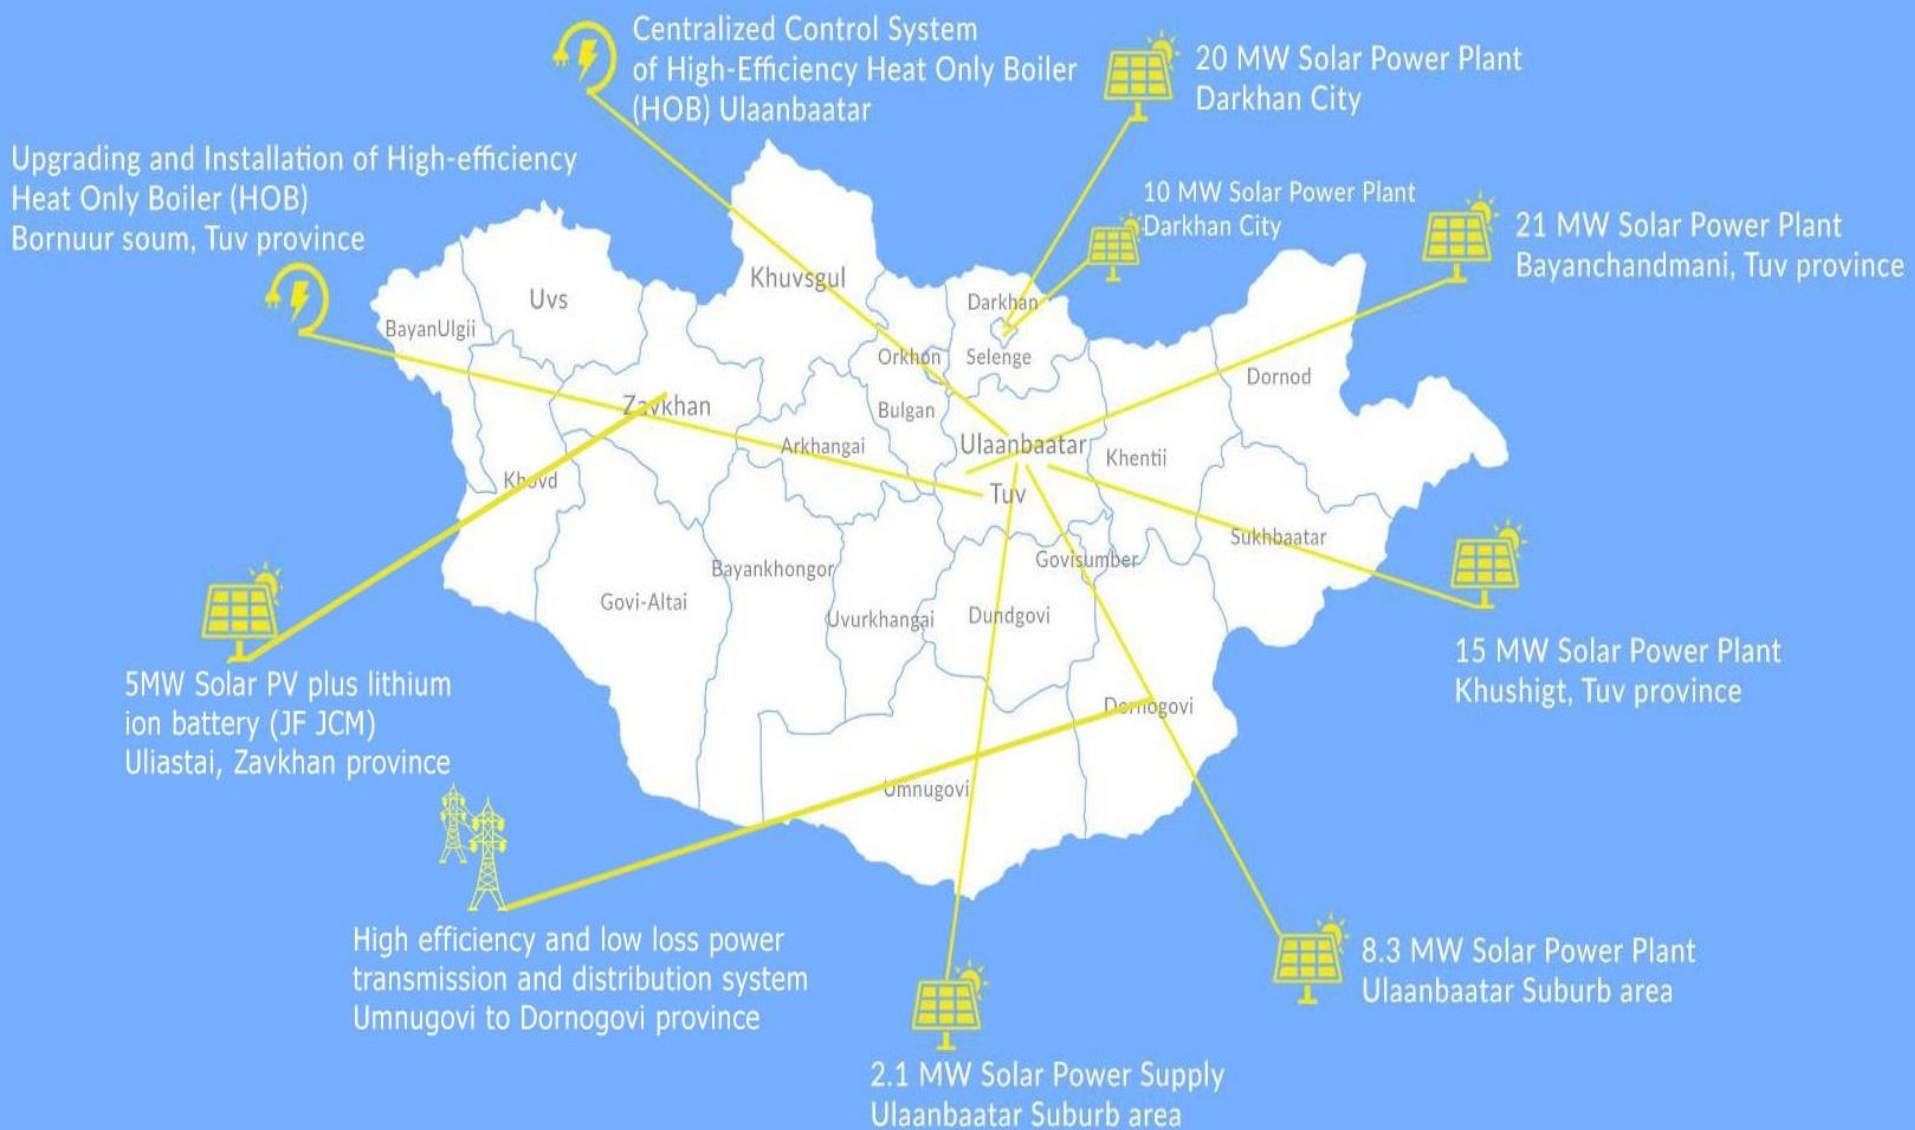 Centralized Control System
of High-Efficiency Heat Only Boiler
(HOB) Ulaanbaatar
20 MW Solar Power Plant
Darkhan City
Upgrading and Installation of High-efficiency
Heat Only Boiler (HOB)
Bornuur soum, Tuv province
10 MW Solar Power Plant
Darkhan City
21 MW Solar Power Plant
Bayanchandmani, Tuv province
Khuvsgul
Uvs
Darkhan
BayanUlgii
Orkhon
Selenge
Dornod
Zavkhan
Bulgan
Arkhangai
Ulaanbaatar
Khentii
Khovd
Tuv
Sukhbaatar
Govisumber
Bayankhongor
Govi-Altai
Uvurkhangai
Dundgovi
15 MW Solar Power Plant
Khushigt, Tuv province
5MW Solar PV plus lithium
ion battery (JF JCM)
Uliastai, Zavkhan province
Dornogovi
Umnugovi
High efficiency and low loss power
transmission and distribution system
Umnugovi to Dornogovi province
8.3 MW Solar Power Plant
Ulaanbaatar Suburb area
2.1 MW Solar Power Supply
Ulaanbaatar Suburb area